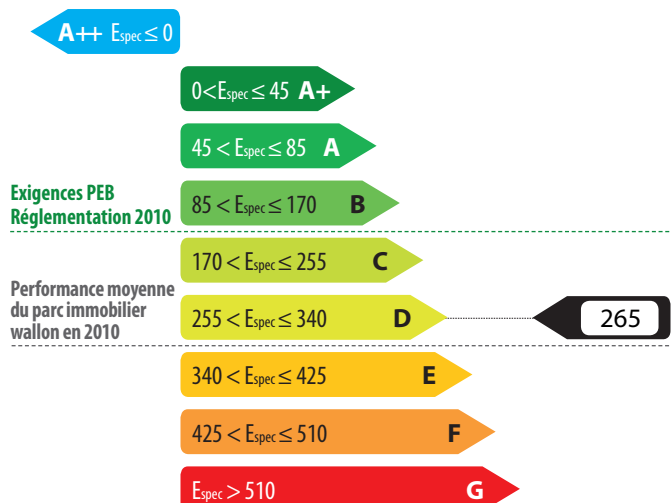 A++ Espec ≤ 0
0<Espec ≤ 45 A+
45 < Espec ≤ 85 A
Exigences PEB
Réglementation 2010
85 < Espec ≤ 170 B
170 < Espec ≤ 255 C
Performance moyenne
du parc immobilier
wallon en 2010
255 < Espec ≤ 340 D
265
340 < Espec ≤ 425 E
425 < Espec ≤ 510 F
Espec > 510 G